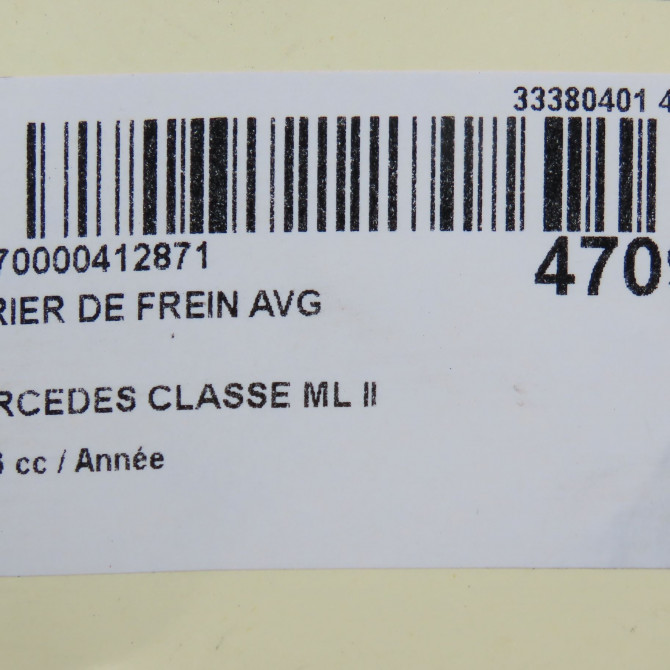 33380401 4
70000412871
470
RIER DE FREIN AVG
RCEDES CLASSE ML II
cc / Année